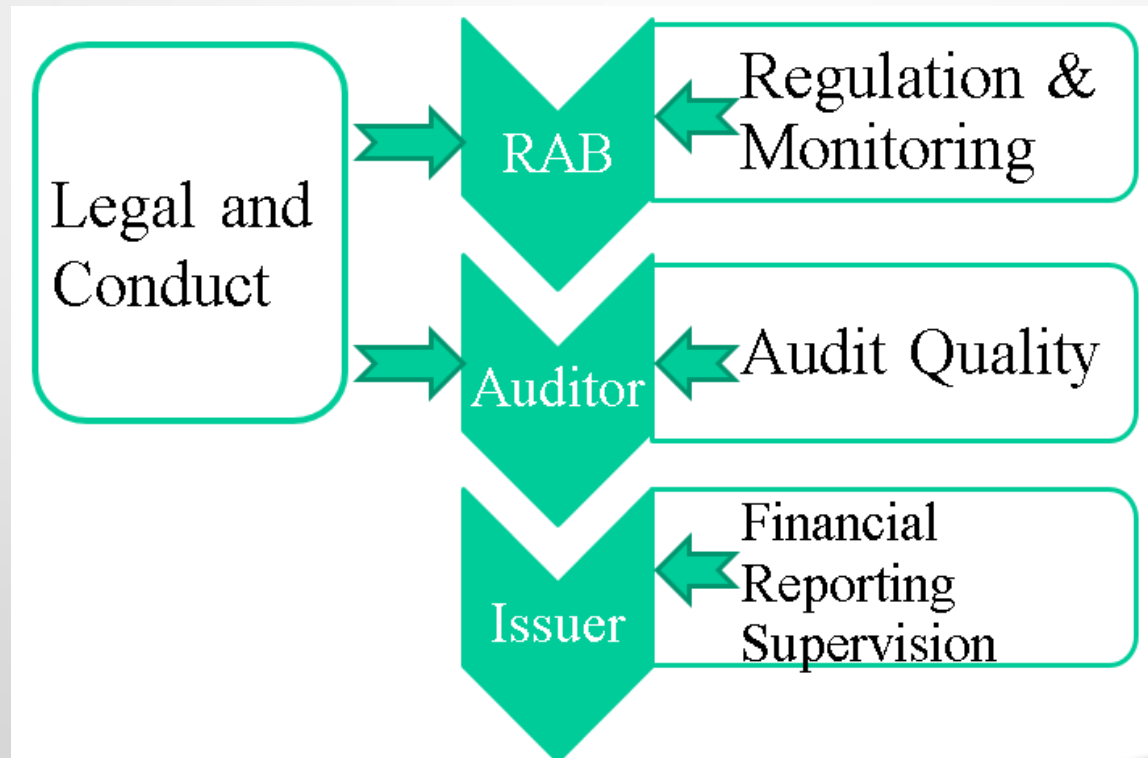 Legal and
Conduct
RAB
Regulation &
Monitoring
Auditor
Audit Quality
Issuer
Financial
Reporting
Supervision